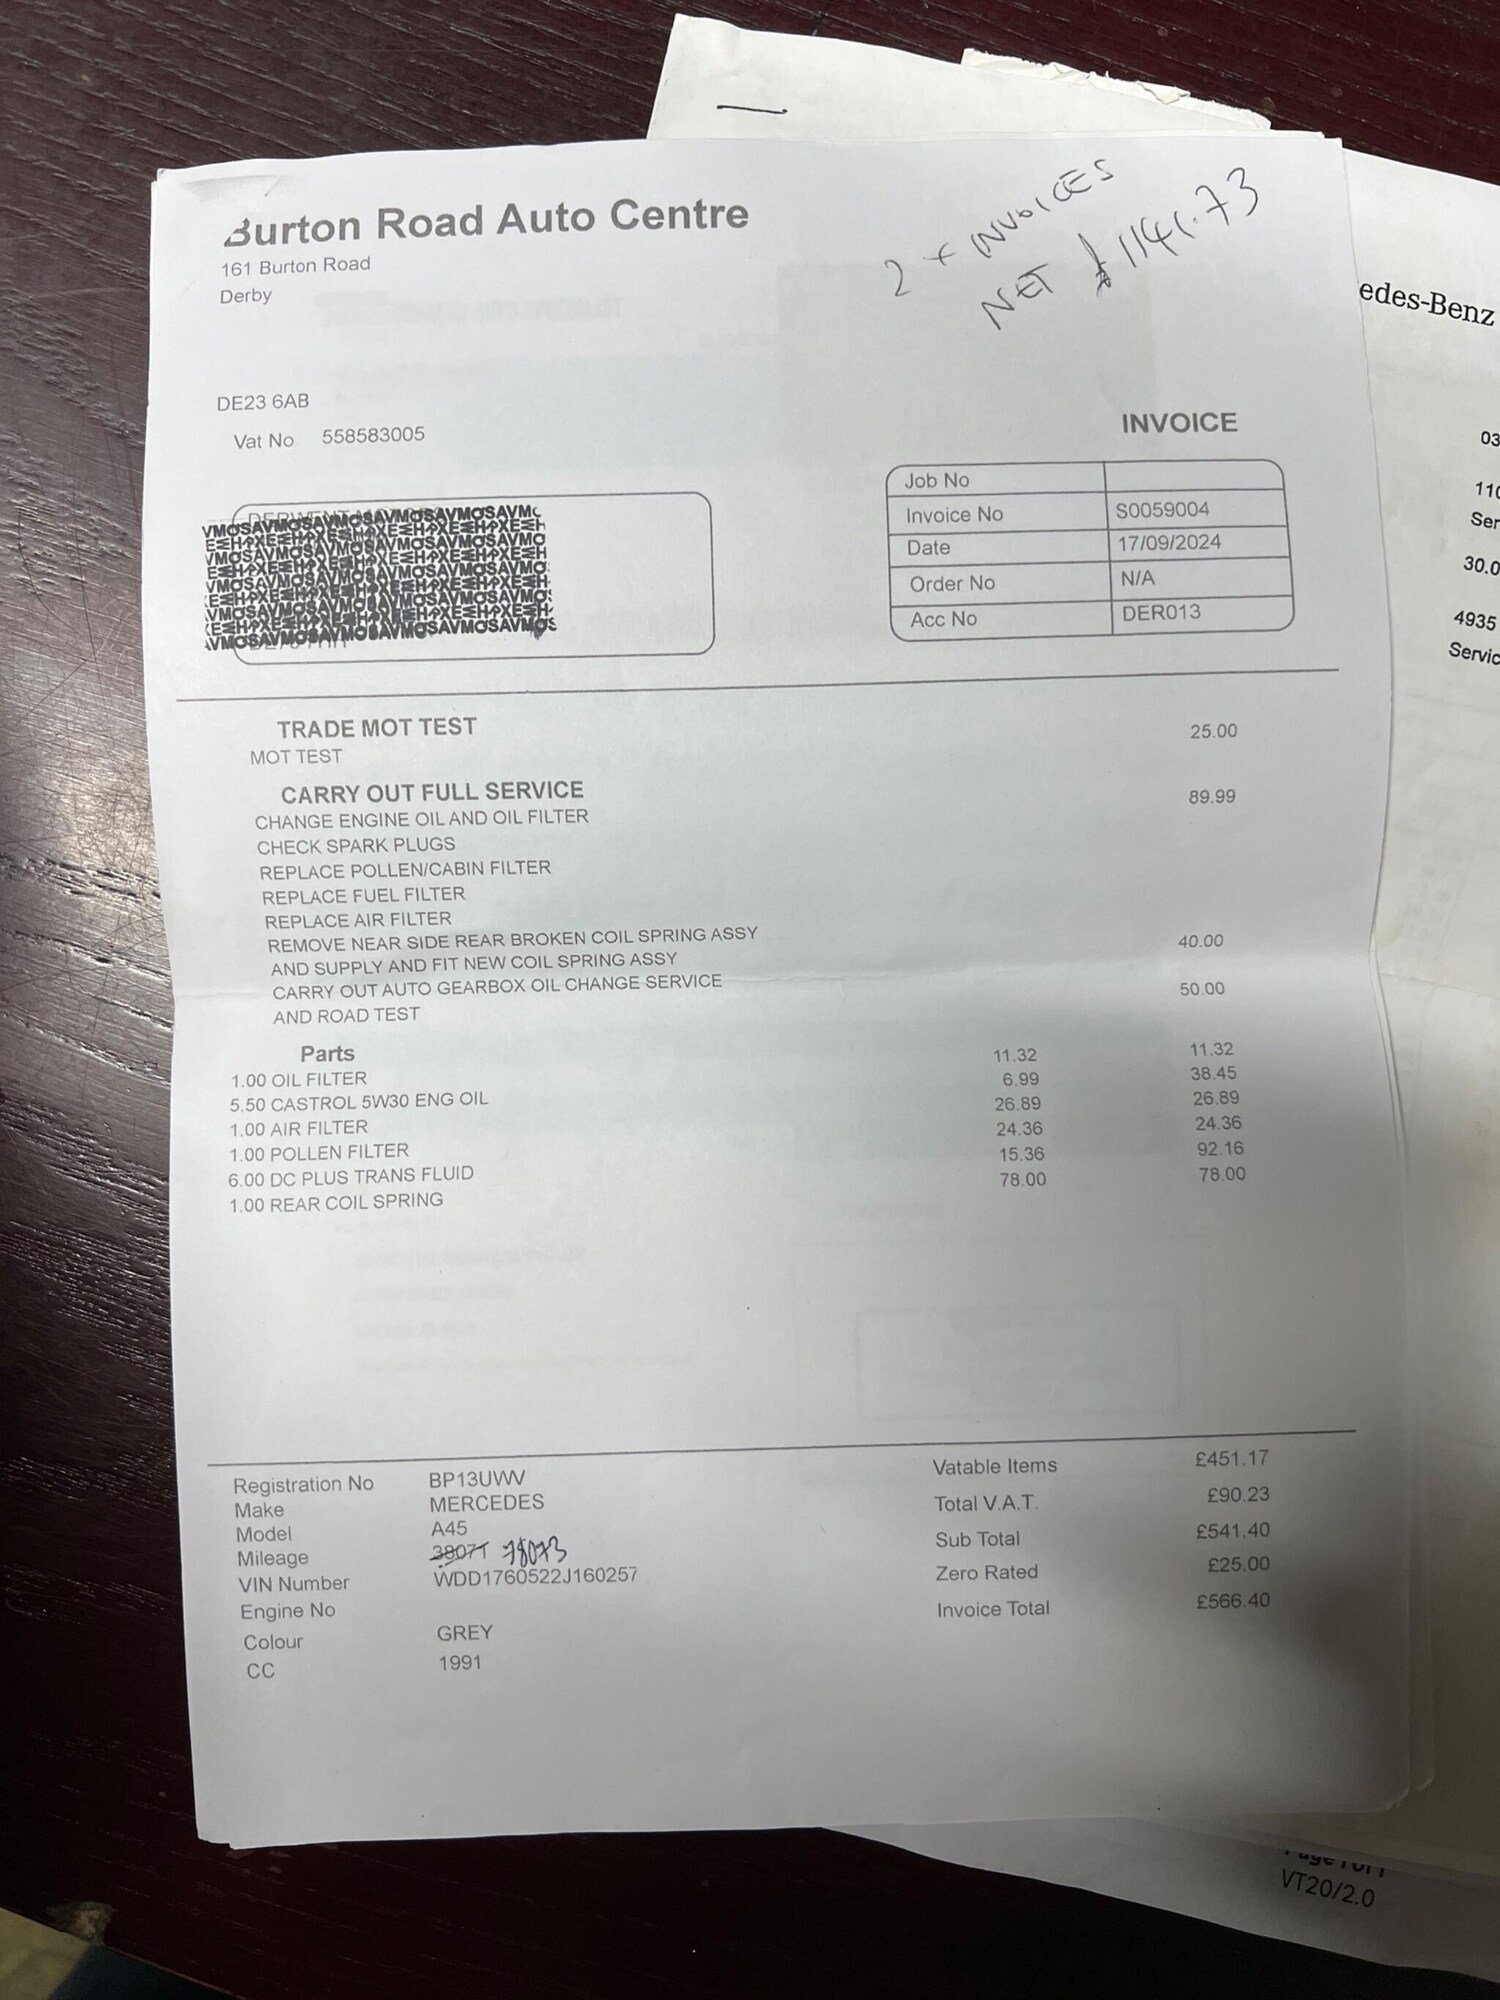 Burton Road Auto Centre
161 Burton Road
Derby
2 x INVOICES
NET £1141.73
DE23 6AB
Vat No 558583005
INVOICE
Job No
Invoice No S0059004
Date 17/09/2024
Order No N/A
Acc No DER013
TRADE MOT TEST 25.00
MOT TEST
CARRY OUT FULL SERVICE 89.99
CHANGE ENGINE OIL AND OIL FILTER
CHECK SPARK PLUGS
REPLACE POLLEN/CABIN FILTER
REPLACE FUEL FILTER
REPLACE AIR FILTER
REMOVE NEAR SIDE REAR BROKEN COIL SPRING ASSY 40.00
AND SUPPLY AND FIT NEW COIL SPRING ASSY
CARRY OUT AUTO GEARBOX OIL CHANGE SERVICE 50.00
AND ROAD TEST
Parts
1.00 OIL FILTER 11.32 11.32
5.50 CASTROL 5W30 ENG OIL 6.99 38.45
1.00 AIR FILTER 26.89 26.89
1.00 POLLEN FILTER 24.36 24.36
6.00 DC PLUS TRANS FLUID 15.36 92.16
1.00 REAR COIL SPRING 78.00 78.00
Registration No BP13UWV
Make MERCEDES
Model A45
Mileage 38071 78073
VIN Number WDD1760522J160257
Engine No
Colour GREY
CC 1991
Vatable Items £451.17
Total V.A.T. £90.23
Sub Total £541.40
Zero Rated £25.00
Invoice Total £566.40
edes-Benz
03
110
Ser
30.0
4935
Servic
VT20/2.0